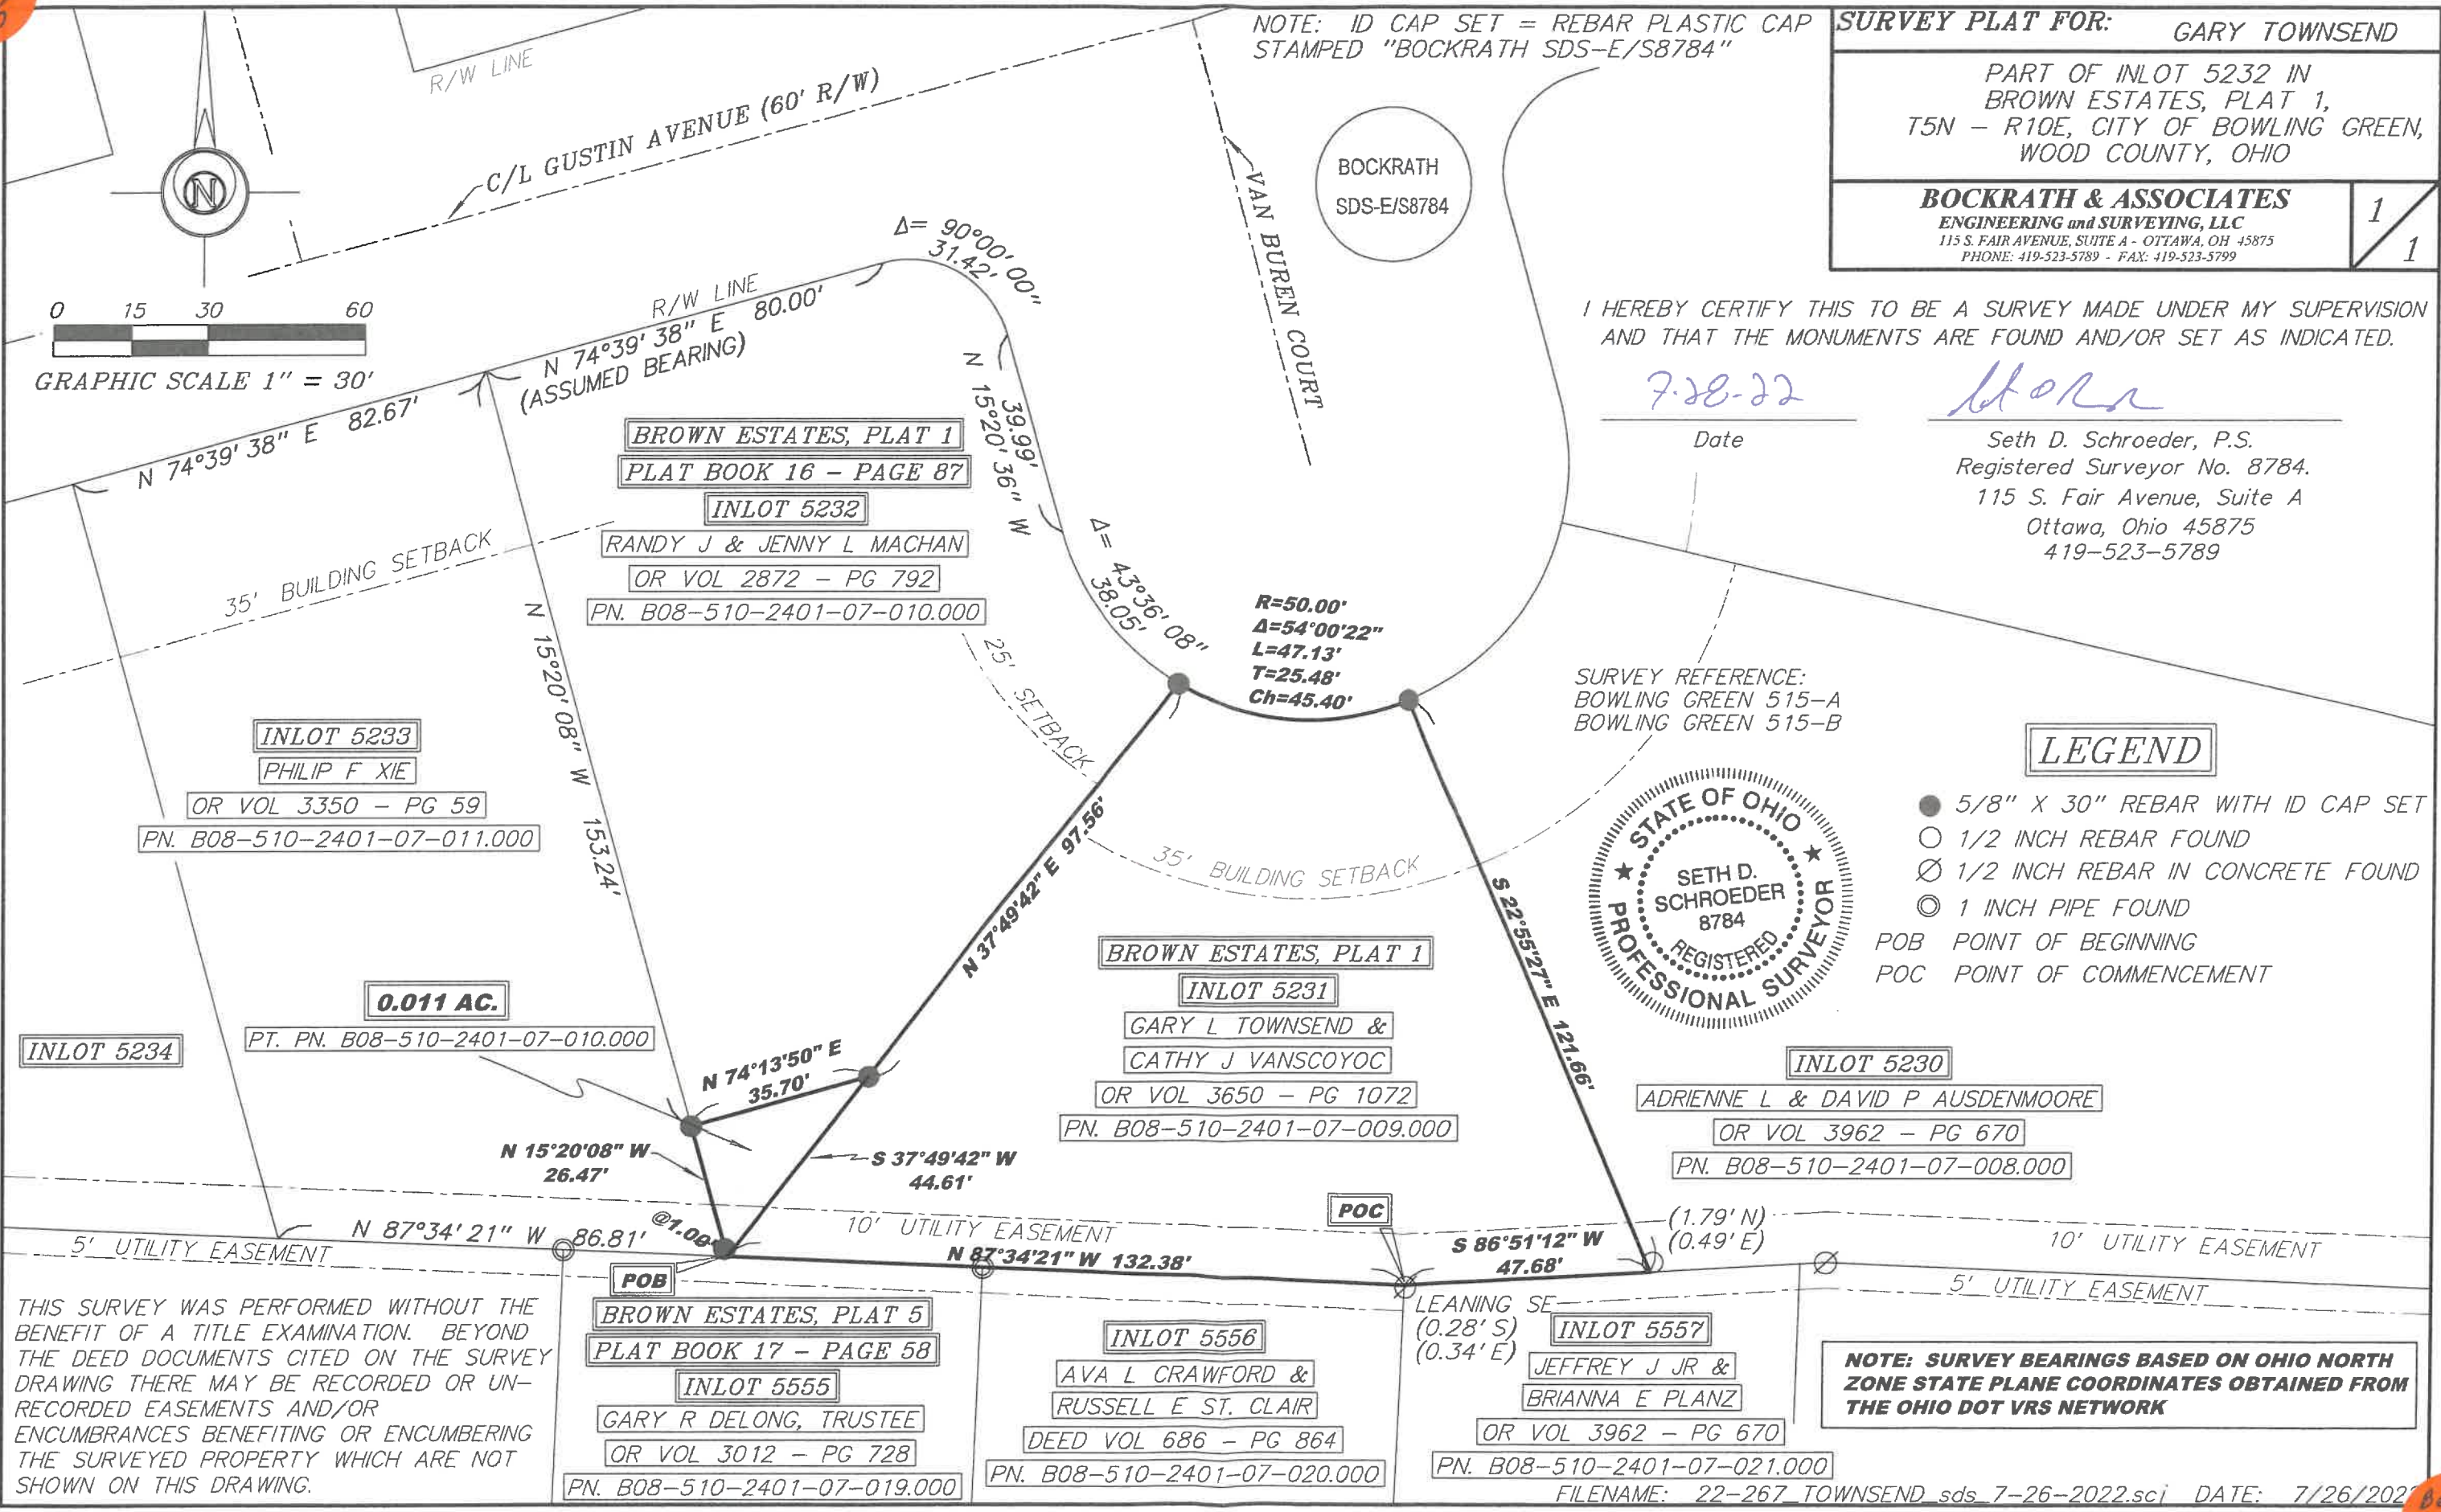 NOTE: ID CAP SET = REBAR PLASTIC CAP
STAMPED "BOCKRATH SDS-E/S8784"
SURVEY PLAT FOR: GARY TOWNSEND
PART OF INLOT 5232 IN
BROWN ESTATES, PLAT 1,
T5N - R10E, CITY OF BOWLING GREEN,
WOOD COUNTY, OHIO
BOCKRATH & ASSOCIATES
ENGINEERING and SURVEYING, LLC
115 S. FAIR AVENUE, SUITE A - OTTAWA, OH 45875
PHONE: 419-523-5789 - FAX: 419-523-5799
1/1
R/W LINE
C/L GUSTIN AVENUE (60' R/W)
N
VAN BUREN COURT
BOCKRATH
SDS-E/S8784
0 15 30 60
GRAPHIC SCALE 1" = 30'
I HEREBY CERTIFY THIS TO BE A SURVEY MADE UNDER MY SUPERVISION
AND THAT THE MONUMENTS ARE FOUND AND/OR SET AS INDICATED.
7-28-22
Date
Seth D. Schroeder, P.S.
Registered Surveyor No. 8784.
115 S. Fair Avenue, Suite A
Ottawa, Ohio 45875
419-523-5789
Δ= 90°00'00"
31.42'
R/W LINE
N 74°39'38" E 80.00'
(ASSUMED BEARING)
N 74°39'38" E 82.67'
39.99'
N 15°20'36" W
Δ= 43°36'08"
38.05'
R=50.00'
Δ=54°00'22"
L=47.13'
T=25.48'
Ch=45.40'
BROWN ESTATES, PLAT 1
PLAT BOOK 16 - PAGE 87
INLOT 5232
RANDY J & JENNY L MACHAN
OR VOL 2872 - PG 792
PN. B08-510-2401-07-010.000
35' BUILDING SETBACK
25' SETBACK
N 15°20'08" W 153.24'
INLOT 5233
PHILIP F XIE
OR VOL 3350 - PG 59
PN. B08-510-2401-07-011.000
SURVEY REFERENCE:
BOWLING GREEN 515-A
BOWLING GREEN 515-B
N 37°49'42" E 97.56'
35' BUILDING SETBACK
S 22°55'27" E 121.66'
STATE OF OHIO
SETH D.
SCHROEDER
8784
REGISTERED
PROFESSIONAL SURVEYOR
LEGEND
5/8" X 30" REBAR WITH ID CAP SET
1/2 INCH REBAR FOUND
1/2 INCH REBAR IN CONCRETE FOUND
1 INCH PIPE FOUND
POB POINT OF BEGINNING
POC POINT OF COMMENCEMENT
0.011 AC.
PT. PN. B08-510-2401-07-010.000
INLOT 5234
BROWN ESTATES, PLAT 1
INLOT 5231
GARY L TOWNSEND &
CATHY J VANSCOYOC
OR VOL 3650 - PG 1072
PN. B08-510-2401-07-009.000
INLOT 5230
ADRIENNE L & DAVID P AUSDENMOORE
OR VOL 3962 - PG 670
PN. B08-510-2401-07-008.000
N 74°13'50" E
35.70'
N 15°20'08" W
26.47'
S 37°49'42" W
44.61'
N 87°34'21" W 86.81'
@1.00'
5' UTILITY EASEMENT
10' UTILITY EASEMENT
N 87°34'21" W 132.38'
POC
S 86°51'12" W
47.68'
(1.79' N)
(0.49' E)
10' UTILITY EASEMENT
5' UTILITY EASEMENT
POB
LEANING SE
(0.28' S)
(0.34' E)
THIS SURVEY WAS PERFORMED WITHOUT THE
BENEFIT OF A TITLE EXAMINATION. BEYOND
THE DEED DOCUMENTS CITED ON THE SURVEY
DRAWING THERE MAY BE RECORDED OR UN-
RECORDED EASEMENTS AND/OR
ENCUMBRANCES BENEFITING OR ENCUMBERING
THE SURVEYED PROPERTY WHICH ARE NOT
SHOWN ON THIS DRAWING.
BROWN ESTATES, PLAT 5
PLAT BOOK 17 - PAGE 58
INLOT 5555
GARY R DELONG, TRUSTEE
OR VOL 3012 - PG 728
PN. B08-510-2401-07-019.000
INLOT 5556
AVA L CRAWFORD &
RUSSELL E ST. CLAIR
DEED VOL 686 - PG 864
PN. B08-510-2401-07-020.000
INLOT 5557
JEFFREY J JR &
BRIANNA E PLANZ
OR VOL 3962 - PG 670
PN. B08-510-2401-07-021.000
NOTE: SURVEY BEARINGS BASED ON OHIO NORTH
ZONE STATE PLANE COORDINATES OBTAINED FROM
THE OHIO DOT VRS NETWORK
FILENAME: 22-267_TOWNSEND_sds_7-26-2022.sci DATE: 7/26/2022